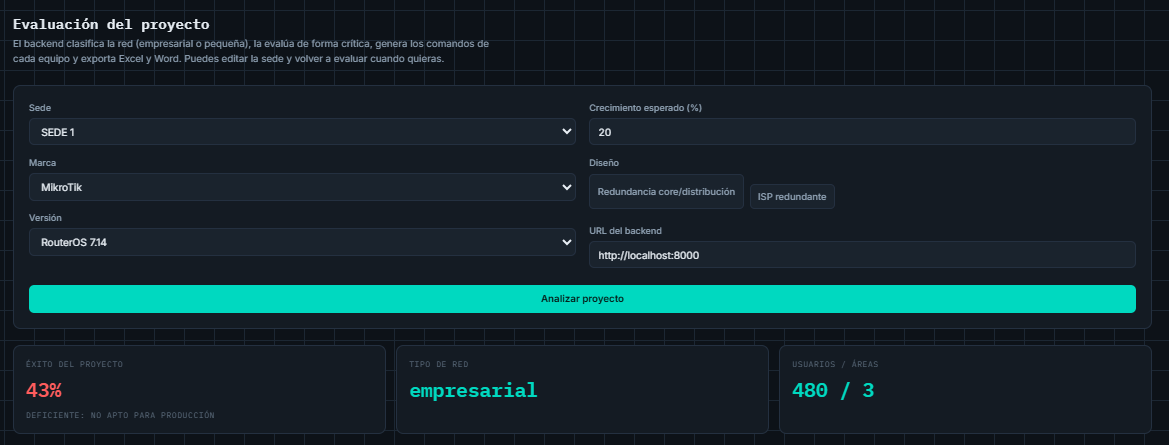 Evaluación del proyecto
El backend clasifica la red (empresarial o pequeña), la evalúa de forma crítica, genera los comandos de
cada equipo y exporta Excel y Word. Puedes editar la sede y volver a evaluar cuando quieras.
Sede
SEDE 1
Crecimiento esperado (%)
20
Marca
MikroTik
Diseño
Redundancia core/distribución
ISP redundante
Versión
RouterOS 7.14
URL del backend
http://localhost:8000
Analizar proyecto
ÉXITO DEL PROYECTO
43%
DEFICIENTE: NO APTO PARA PRODUCCIÓN
TIPO DE RED
empresarial
USUARIOS / ÁREAS
480 / 3